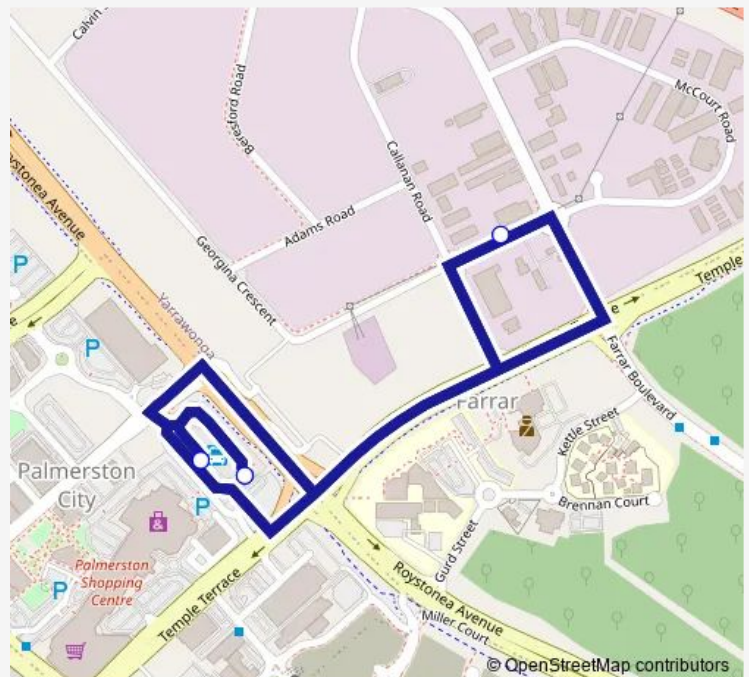 Calvin
McCourt Road
Beresford Road
Callanan Road
Roystonea Avenue
Adams Road
Georgina Crescent
P
Yarrawonga
P
Temple
e
Farrar
Farrar Boulevard
Kettle Street
Palmerston
City
P
&
Brennan Court
Gurd Street
Palmerston
Shopping
Centre
P
Temple Terrace
Roystonea Avenue
Miller Court
© OpenStreetMap contributors